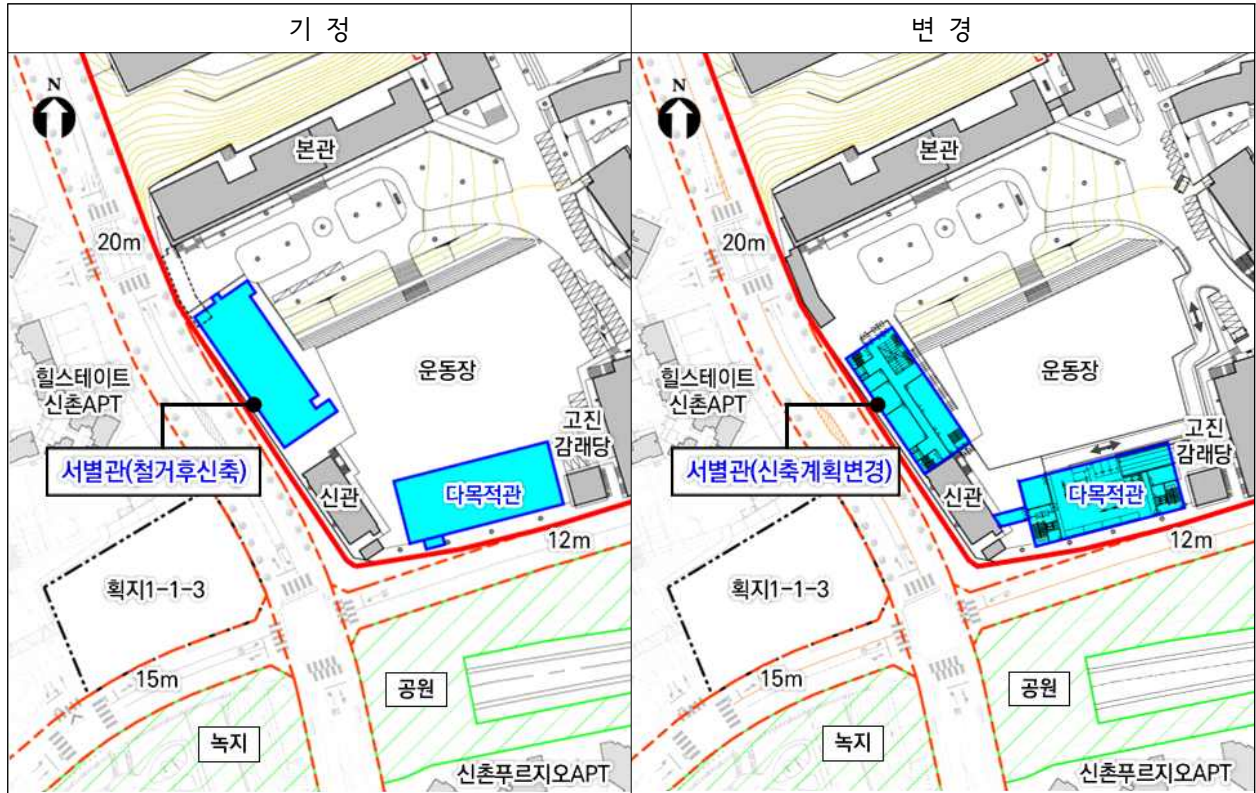 기 정
N
본관
20m
힐스테이트
신촌APT
운동장
고진
감래당
서별관(철거후신축)
신관
다목적관
12m
획지1-1-3
15m
공원
녹지
신촌푸르지오APT
변 경
N
본관
20m
힐스테이트
신촌APT
운동장
고진
감래당
서별관(신축계획변경)
신관
다목적관
12m
획지1-1-3
15m
공원
녹지
신촌푸르지오APT